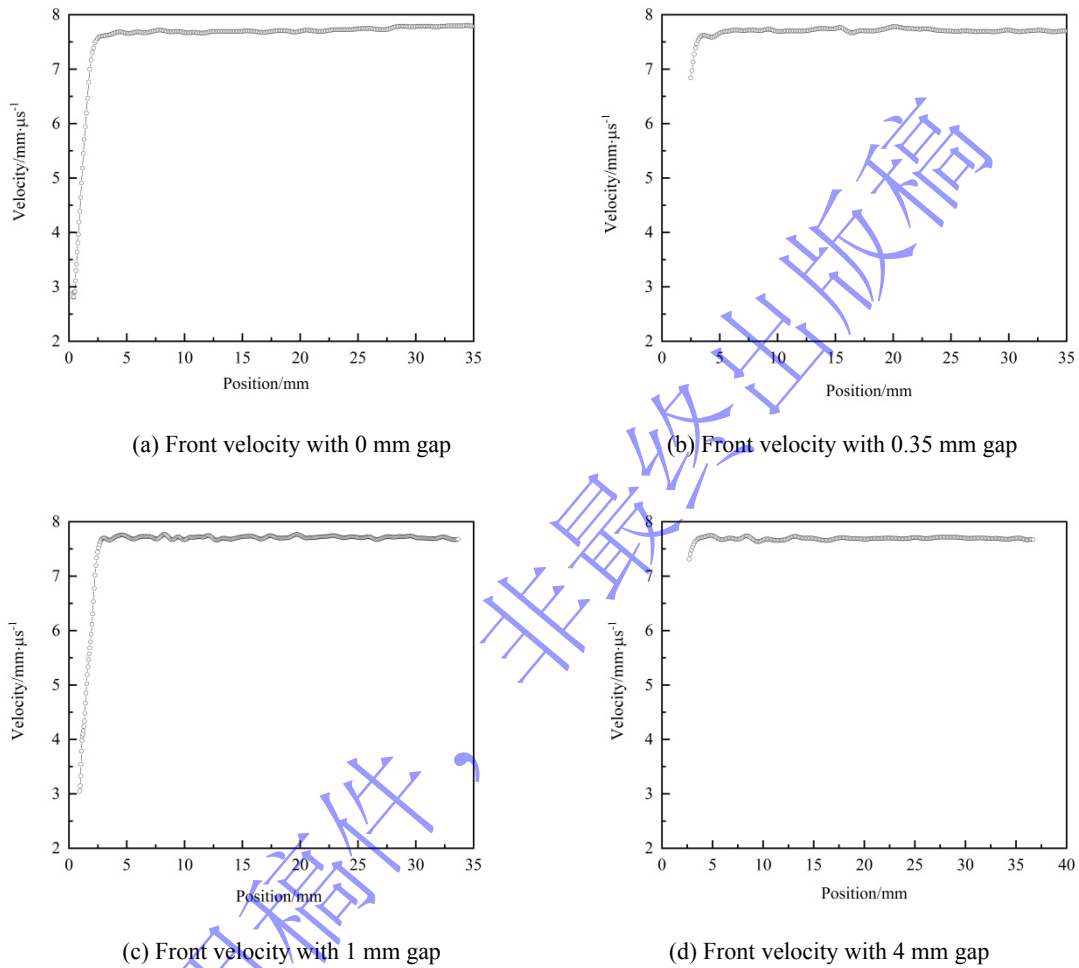 8
7
6
5
4
3
2
0 5 10 15 20 25 30 35
Velocity/mm·μs⁻¹
Position/mm
(a) Front velocity with 0 mm gap
8
7
6
5
4
3
2
0 5 10 15 20 25 30 35
Velocity/mm·μs⁻¹
Position/mm
(b) Front velocity with 0.35 mm gap
8
7
6
5
4
3
2
0 5 10 15 20 25 30 35
Velocity/mm·μs⁻¹
Position/mm
(c) Front velocity with 1 mm gap
8
7
6
5
4
3
2
0 5 10 15 20 25 30 35 40
Velocity/mm·μs⁻¹
Position/mm
(d) Front velocity with 4 mm gap
稿件,非最终出版稿